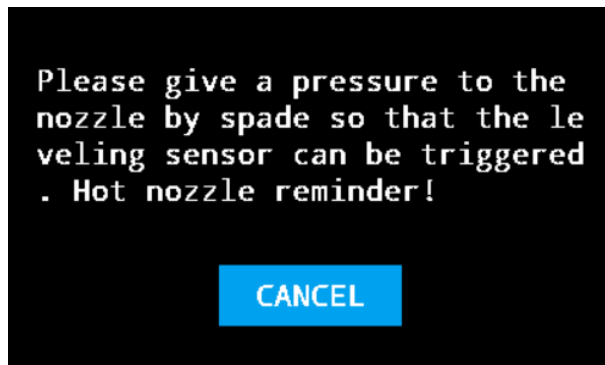 Please give a pressure to the
nozzle by spade so that the le
veling sensor can be triggered
. Hot nozzle reminder!
CANCEL